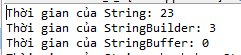 Thời gian của String: 23
Thời gian của StringBuilder: 3
Thời gian của StringBuffer: 0